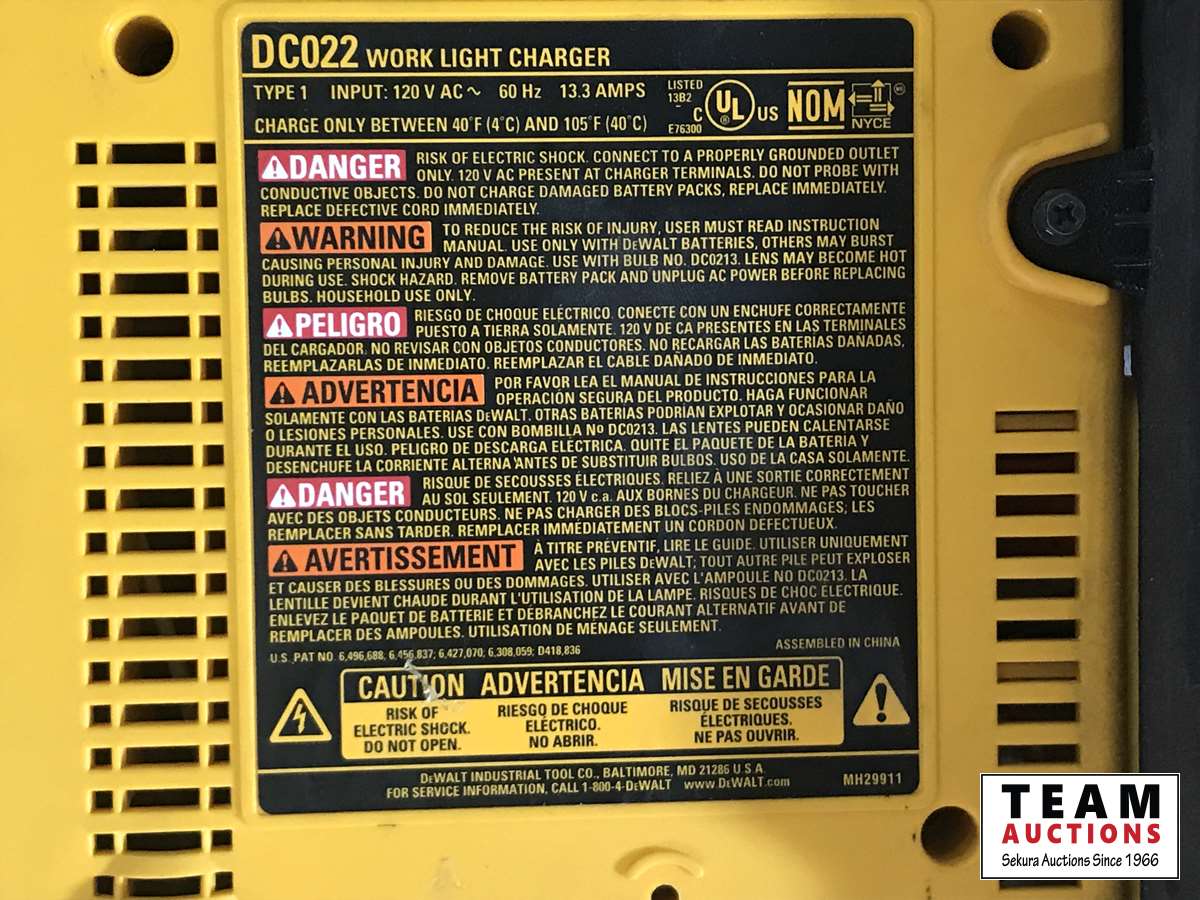 DC022 WORK LIGHT CHARGER
TYPE 1 INPUT: 120 V AC ~ 60 Hz 13.3 AMPS
CHARGE ONLY BETWEEN 40°F (4°C) AND 105°F (40°C)
LISTED
13B2
C UL US
E76300
NOM
NYCE
DANGER RISK OF ELECTRIC SHOCK. CONNECT TO A PROPERLY GROUNDED OUTLET
ONLY. 120 V AC PRESENT AT CHARGER TERMINALS. DO NOT PROBE WITH
CONDUCTIVE OBJECTS. DO NOT CHARGE DAMAGED BATTERY PACKS, REPLACE IMMEDIATELY.
REPLACE DEFECTIVE CORD IMMEDIATELY.
WARNING TO REDUCE THE RISK OF INJURY, USER MUST READ INSTRUCTION
MANUAL. USE ONLY WITH DEWALT BATTERIES, OTHERS MAY BURST
CAUSING PERSONAL INJURY AND DAMAGE. USE WITH BULB NO. DC0213. LENS MAY BECOME HOT
DURING USE. SHOCK HAZARD. REMOVE BATTERY PACK AND UNPLUG AC POWER BEFORE REPLACING
BULBS. HOUSEHOLD USE ONLY.
PELIGRO RIESGO DE CHOQUE ELÉCTRICO. CONECTE CON UN ENCHUFE CORRECTAMENTE
PUESTO A TIERRA SOLAMENTE. 120 V DE CA PRESENTES EN LAS TERMINALES
DEL CARGADOR. NO REVISAR CON OBJETOS CONDUCTORES. NO RECARGAR LAS BATERÍAS DAÑADAS,
REEMPLAZARLAS DE INMEDIATO. REEMPLAZAR EL CABLE DAÑADO DE INMEDIATO.
ADVERTENCIA POR FAVOR LEA EL MANUAL DE INSTRUCCIONES PARA LA
OPERACIÓN SEGURA DEL PRODUCTO. HAGA FUNCIONAR
SOLAMENTE CON LAS BATERIAS DEWALT. OTRAS BATERÍAS PODRÍAN EXPLOTAR Y OCASIONAR DAÑO
O LESIONES PERSONALES. USE CON BOMBILLA Nº DC0213. LAS LENTES PUEDEN CALENTARSE
DURANTE EL USO. PELIGRO DE DESCARGA ELÉCTRICA. QUITE EL PAQUETE DE LA BATERÍA Y
DESENCHUFE LA CORRIENTE ALTERNA ANTES DE SUBSTITUIR BULBOS. USO DE LA CASA SOLAMENTE.
DANGER RISQUE DE SECOUSSES ÉLECTRIQUES. RELIEZ À UNE SORTIE CORRECTEMENT
AU SOL SEULEMENT. 120 V c.a. AUX BORNES DU CHARGEUR. NE PAS TOUCHER
AVEC DES OBJETS CONDUCTEURS. NE PAS CHARGER DES BLOCS-PILES ENDOMMAGES; LES
REMPLACER SANS TARDER. REMPLACER IMMÉDIATEMENT UN CORDON DEFECTUEUX.
AVERTISSEMENT À TITRE PRÉVENTIF, LIRE LE GUIDE. UTILISER UNIQUEMENT
AVEC LES PILES DEWALT; TOUT AUTRE PILE PEUT EXPLOSER
ET CAUSER DES BLESSURES OU DES DOMMAGES. UTILISER AVEC L'AMPOULE NO DC0213. LA
LENTILLE DEVIENT CHAUDE DURANT L'UTILISATION DE LA LAMPE. RISQUES DE CHOC ÉLECTRIQUE.
ENLEVEZ LE PAQUET DE BATTERIE ET DÉBRANCHEZ LE COURANT ALTERNATIF AVANT DE
REMPLACER DES AMPOULES. UTILISATION DE MÉNAGE SEULEMENT.
U.S. PAT NO 6,496,688; 6,456,837; 6,427,070; 6,308,059; D418,836
ASSEMBLED IN CHINA
CAUTION ADVERTENCIA MISE EN GARDE
RISK OF
ELECTRIC SHOCK.
DO NOT OPEN.
RIESGO DE CHOQUE
ELÉCTRICO.
NO ABRIR.
RISQUE DE SECOUSSES
ÉLECTRIQUES.
NE PAS OUVRIR.
DEWALT INDUSTRIAL TOOL CO., BALTIMORE, MD 21286 U S A
FOR SERVICE INFORMATION, CALL 1-800-4-DEWALT www.DEWALT.com
MH29911
TEAM
AUCTIONS
Sekura Auctions Since 1966